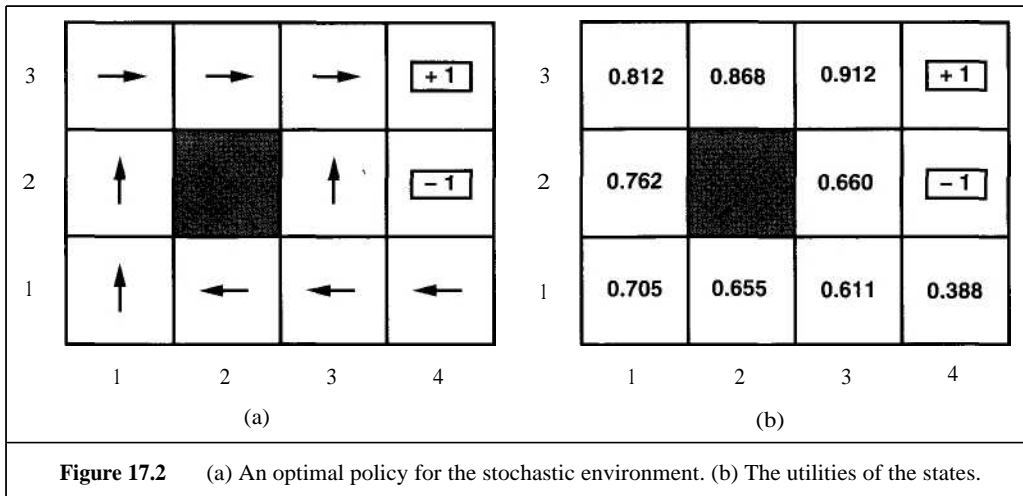 3 + 1 3 0.812 0.868 0.912 + 1
2 – 1 2 0.762 0.660 – 1
1 1 0.705 0.655 0.611 0.388
1 2 3 4 1 2 3 4
(a) (b)
Figure 17.2 (a) An optimal policy for the stochastic environment. (b) The utilities of the states.